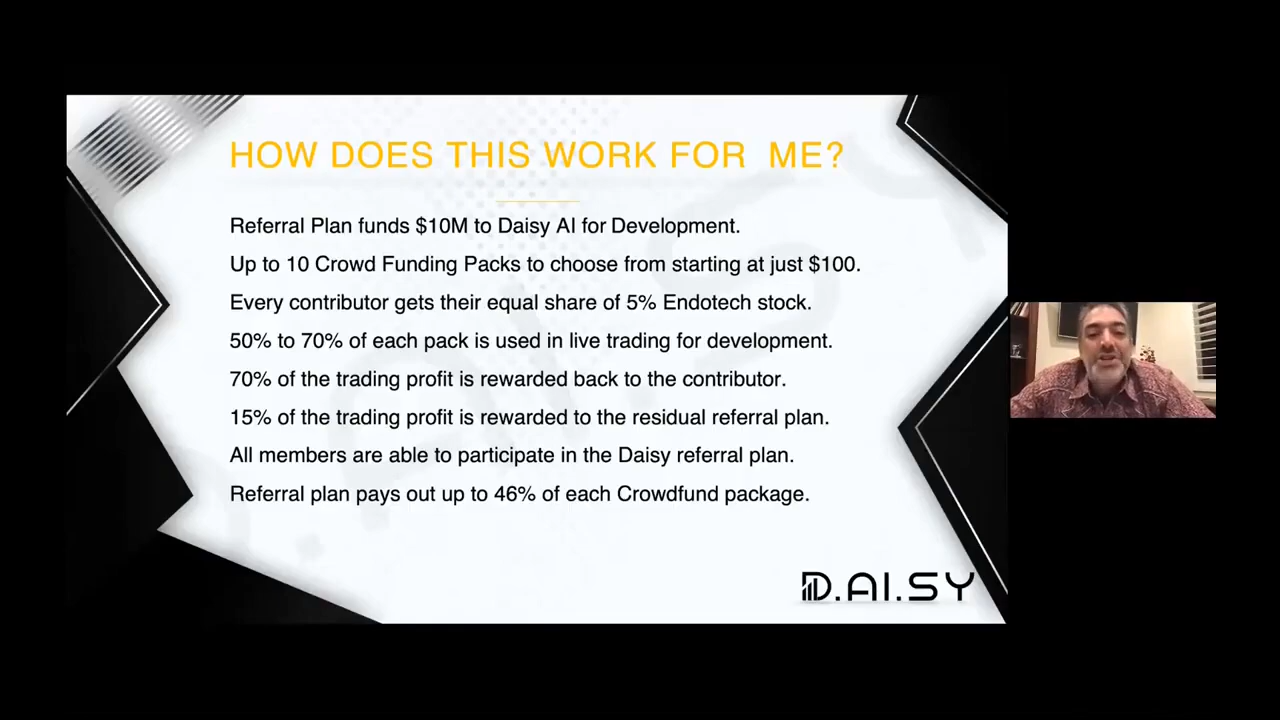 HOW DOES THIS WORK FOR ME?
Referral Plan funds $10M to Daisy AI for Development.
Up to 10 Crowd Funding Packs to choose from starting at just $100.
Every contributor gets their equal share of 5% Endotech stock.
50% to 70% of each pack is used in live trading for development.
70% of the trading profit is rewarded back to the contributor.
15% of the trading profit is rewarded to the residual referral plan.
All members are able to participate in the Daisy referral plan.
Referral plan pays out up to 46% of each Crowdfund package.
D.AI.SY